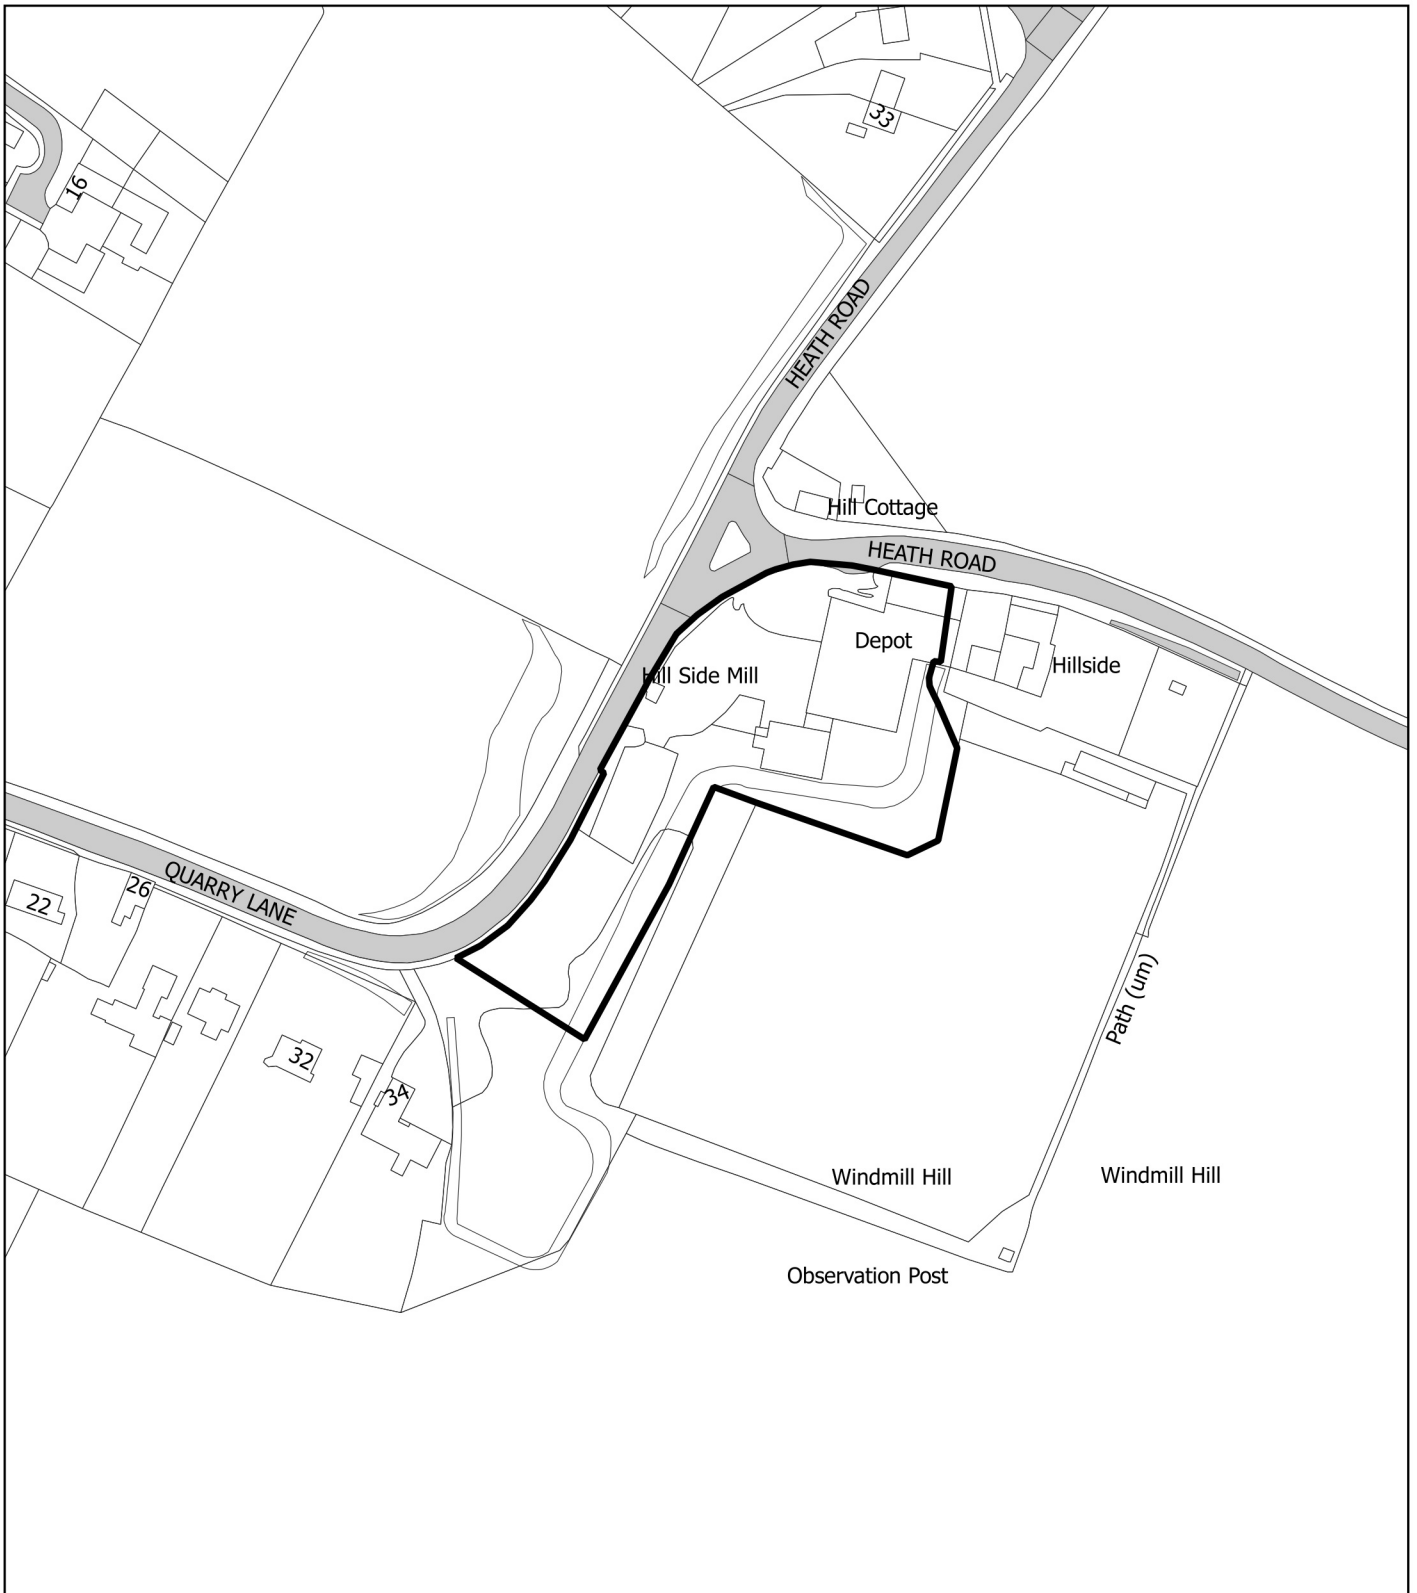 33
16
HEATH ROAD
Hill Cottage
HEATH ROAD
Depot
Hillside
Hill Side Mill
QUARRY LANE
26
22
Path (um)
32
34
Windmill Hill
Windmill Hill
Observation Post